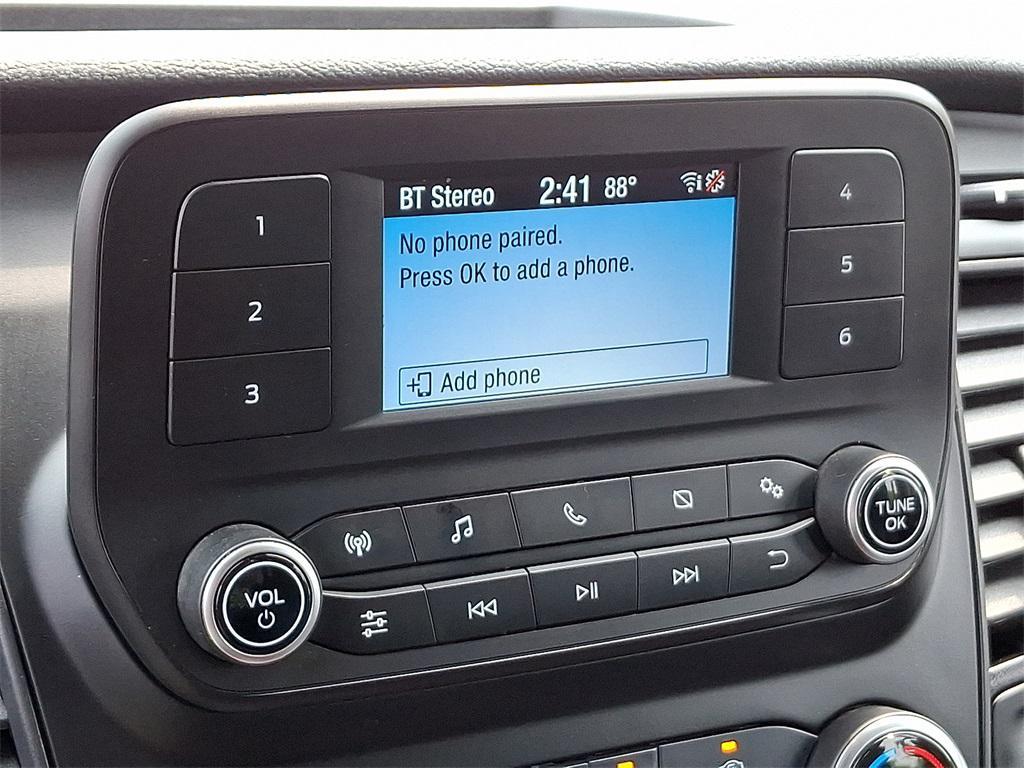 BT Stereo 2:41 88°
No phone paired.
Press OK to add a phone.
Add phone
1
2
3
4
5
6
VOL
TUNE
OK